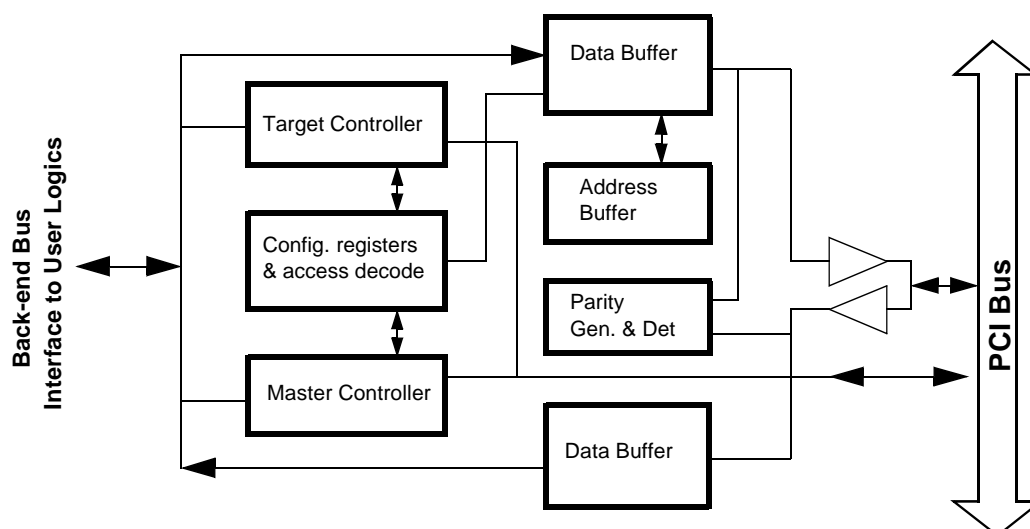 Back-end Bus
Interface to User Logics
Target Controller
Config. registers
& access decode
Master Controller
Data Buffer
Address
Buffer
Parity
Gen. & Det
Data Buffer
PCI Bus